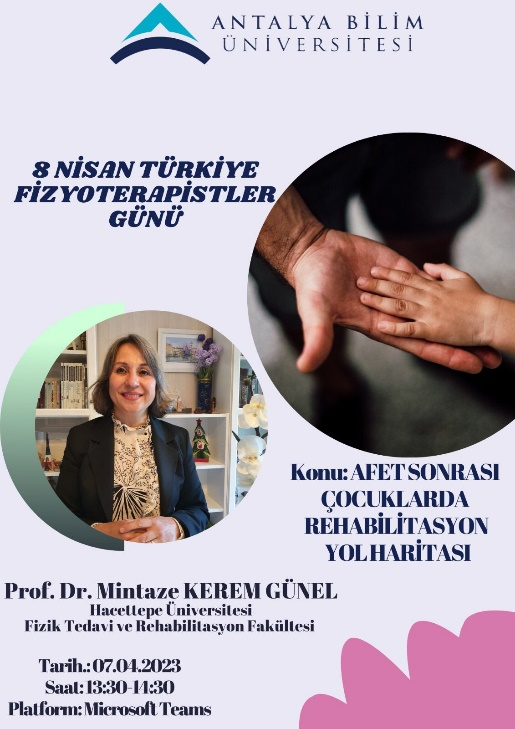 ANTALYA BİLİM
ÜNİVERSİTESİ
8 NİSAN TÜRKİYE
FİZYOTERAPİSTLER
GÜNÜ
Konu: AFET SONRASI
ÇOCUKLARDA
REHABİLİTASYON
YOL HARİTASI
Prof. Dr. Mintaze KEREM GÜNEL
Hacettepe Üniversitesi
Fizik Tedavi ve Rehabilitasyon Fakültesi
Tarih.: 07.04.2023
Saat: 13:30-14:30
Platform: Microsoft Teams